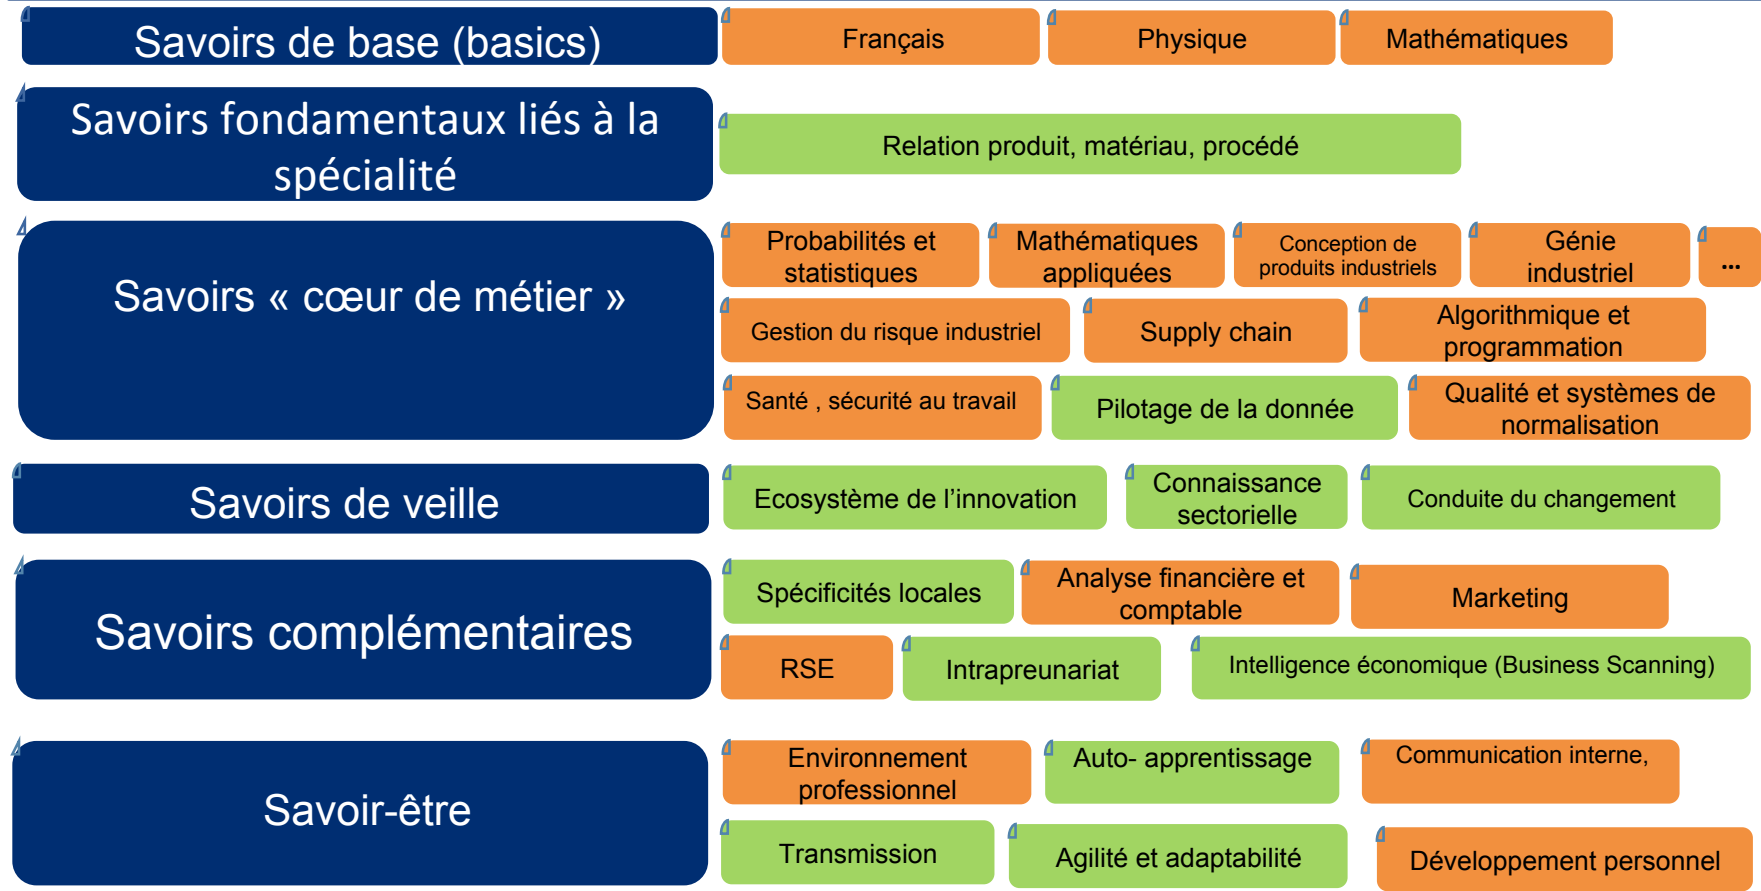 Savoirs de base (basics)
Français
Physique
Mathématiques
Savoirs fondamentaux liés à la
spécialité
Relation produit, matériau, procédé
Savoirs « cœur de métier »
Probabilités et
statistiques
Mathématiques
appliquées
Conception de
produits industriels
Génie
industriel
...
Gestion du risque industriel
Supply chain
Algorithmique et
programmation
Santé , sécurité au travail
Pilotage de la donnée
Qualité et systèmes de
normalisation
Savoirs de veille
Ecosystème de l’innovation
Connaissance
sectorielle
Conduite du changement
Savoirs complémentaires
Spécificités locales
Analyse financière et
comptable
Marketing
RSE
Intrapreunariat
Intelligence économique (Business Scanning)
Savoir-être
Environnement
professionnel
Auto- apprentissage
Communication interne,
Transmission
Agilité et adaptabilité
Développement personnel